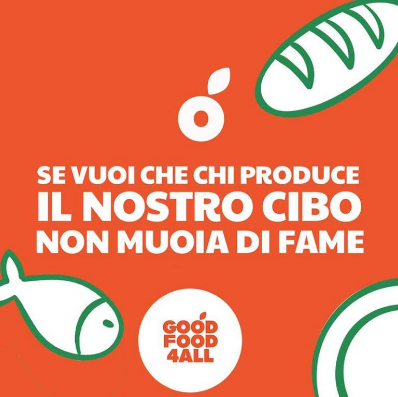 SE VUOI CHE CHI PRODUCE
IL NOSTRO CIBO
NON MUOIA DI FAME
GOOD
FOOD
4ALL